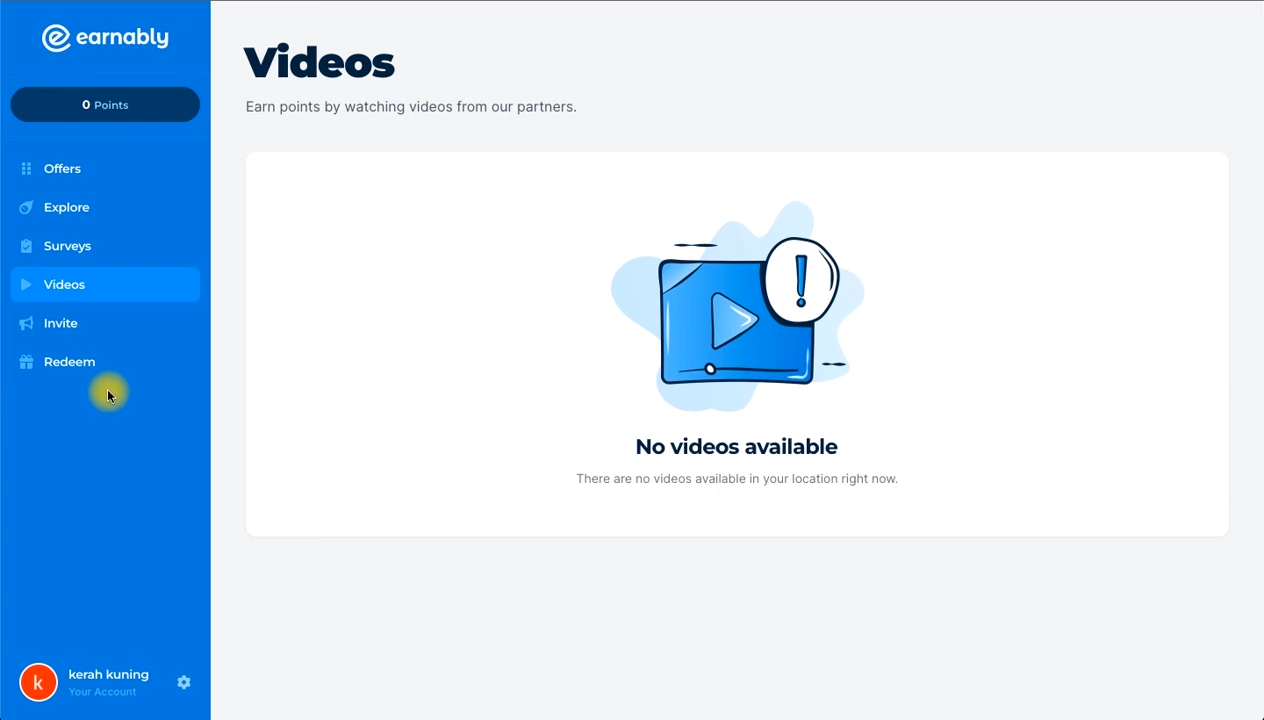 earnably
0 Points
Offers
Explore
Surveys
Videos
Invite
Redeem
k
kerah kuning
Your Account
Videos
Earn points by watching videos from our partners.
No videos available
There are no videos available in your location right now.